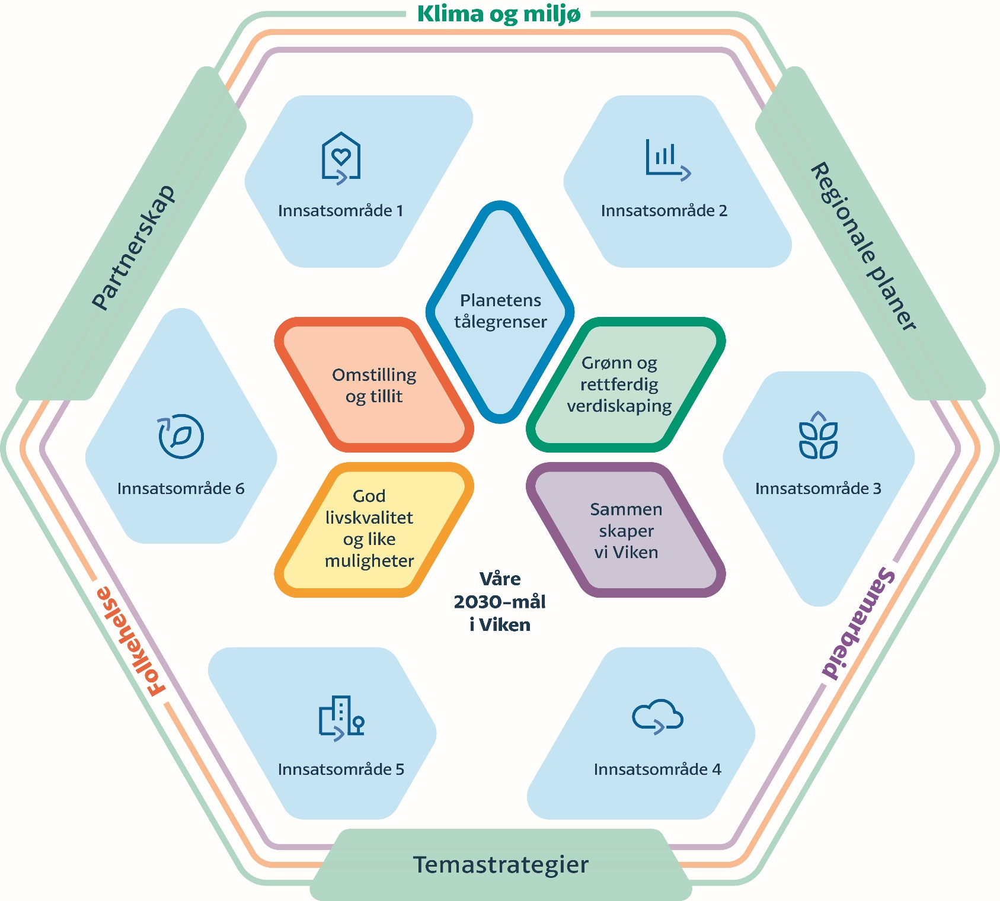 Klima og miljø
Partnerskap
Regionale planer
Innsatsområde 1
Innsatsområde 2
Planetens
tålegrenser
Omstilling
og tillit
Grønn og
rettferdig
verdiskaping
Innsatsområde 6
Innsatsområde 3
God
livskvalitet
og like
muligheter
Sammen
skaper
vi Viken
Våre
2030-mål
i Viken
Folkehelse
Samarbeid
Innsatsområde 5
Innsatsområde 4
Temastrategier